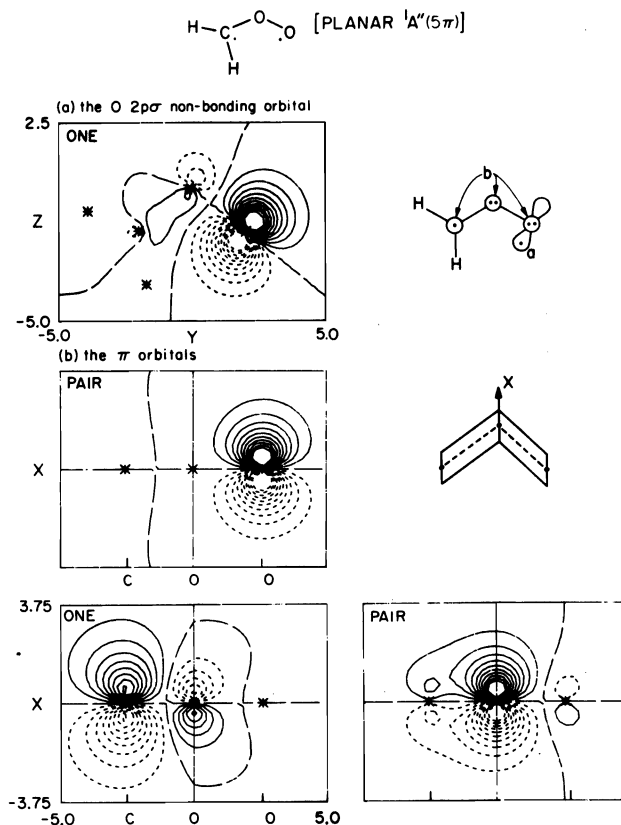 H C O O [PLANAR ¹A″(5π)]
H
(a) the O 2pσ non-bonding orbital
2.5
ONE
Z
-5.0
-5.0 Y 5.0
b
H
H
a
(b) the π orbitals
PAIR
X
C O O
X
3.75
ONE
X
-3.75
-5.0 C O O 5.0
PAIR
C O O